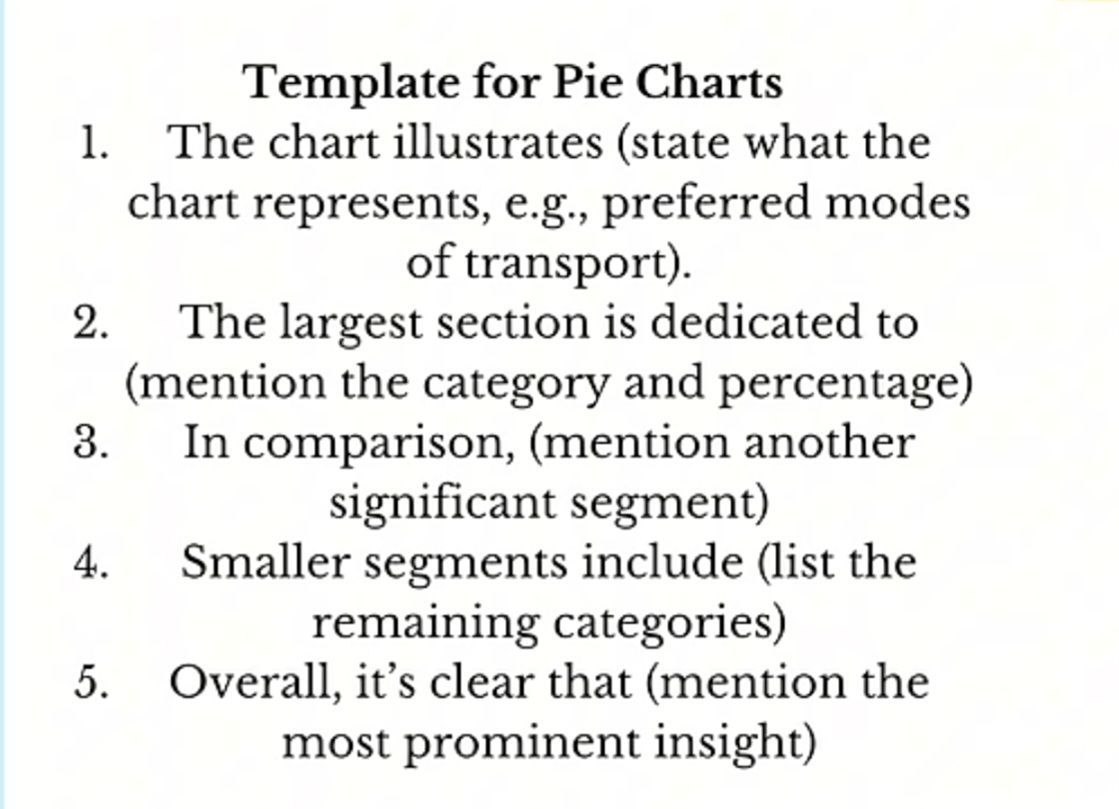 Template for Pie Charts
1. The chart illustrates (state what the
chart represents, e.g., preferred modes
of transport).
2. The largest section is dedicated to
(mention the category and percentage)
3. In comparison, (mention another
significant segment)
4. Smaller segments include (list the
remaining categories)
5. Overall, it’s clear that (mention the
most prominent insight)